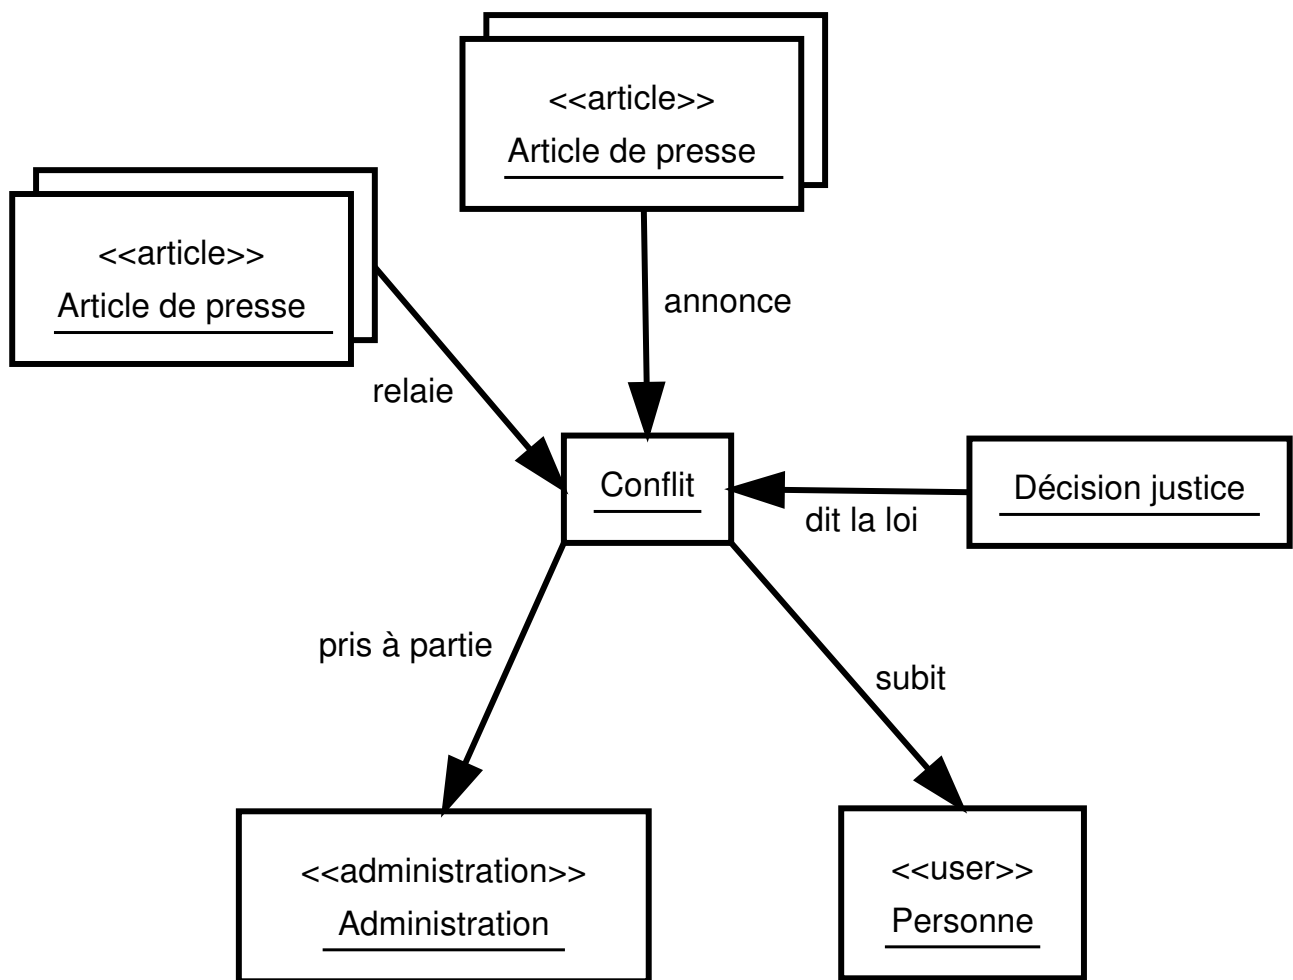 <<article>>
Article de presse
<<article>>
Article de presse
annonce
relaie
Conflit
Décision justice
dit la loi
pris à partie
subit
<<administration>>
Administration
<<user>>
Personne